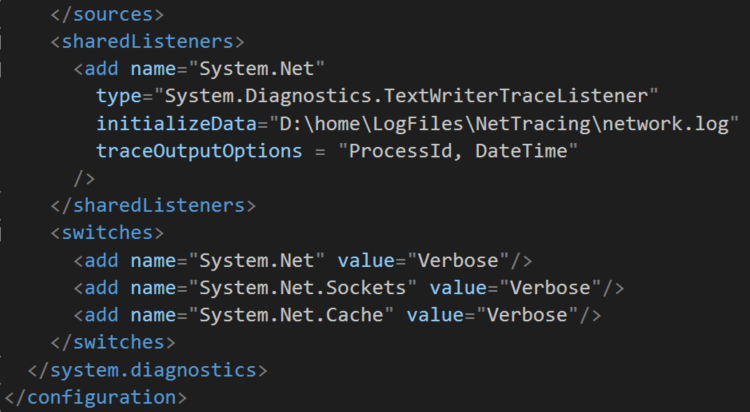 </sources>
<sharedListeners>
<add name="System.Net"
type="System.Diagnostics.TextWriterTraceListener"
initializeData="D:\home\LogFiles\NetTracing\network.log"
traceOutputOptions = "ProcessId, DateTime"
/>
</sharedListeners>
<switches>
<add name="System.Net" value="Verbose"/>
<add name="System.Net.Sockets" value="Verbose"/>
<add name="System.Net.Cache" value="Verbose"/>
</switches>
</system.diagnostics>
</configuration>